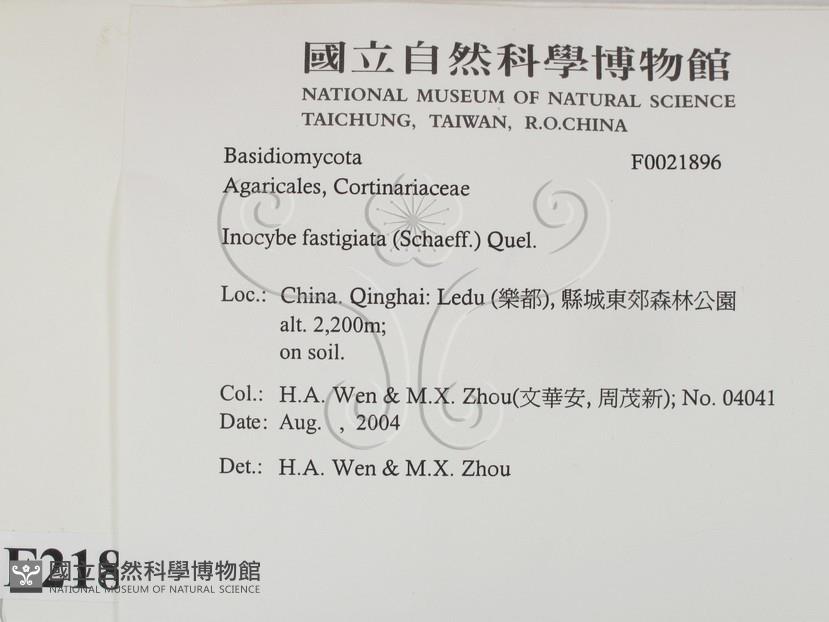 國立自然科學博物館
NATIONAL MUSEUM OF NATURAL SCIENCE
TAICHUNG, TAIWAN, R.O.CHINA
Basidiomycota F0021896
Agaricales, Cortinariaceae
Inocybe fastigiata (Schaeff.) Quel.
Loc.: China. Qinghai: Ledu (樂都), 縣城東郊森林公園
alt. 2,200m;
on soil.
Col.: H.A. Wen & M.X. Zhou(文華安, 周茂新); No. 04041
Date: Aug. , 2004
Det.: H.A. Wen & M.X. Zhou
F218
國立自然科學博物館
NATIONAL MUSEUM OF NATURAL SCIENCE